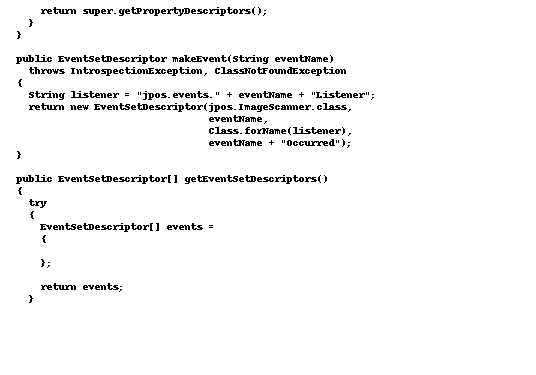 return super.getPropertyDescriptors();
}
}
public EventSetDescriptor makeEvent(String eventName)
throws IntrospectionException, ClassNotFoundException
{
String listener = "jpos.events." + eventName + "Listener";
return new EventSetDescriptor(jpos.ImageScanner.class,
eventName,
Class.forName(listener),
eventName + "Occurred");
}
public EventSetDescriptor[] getEventSetDescriptors()
{
try
{
EventSetDescriptor[] events =
{
};
return events;
}